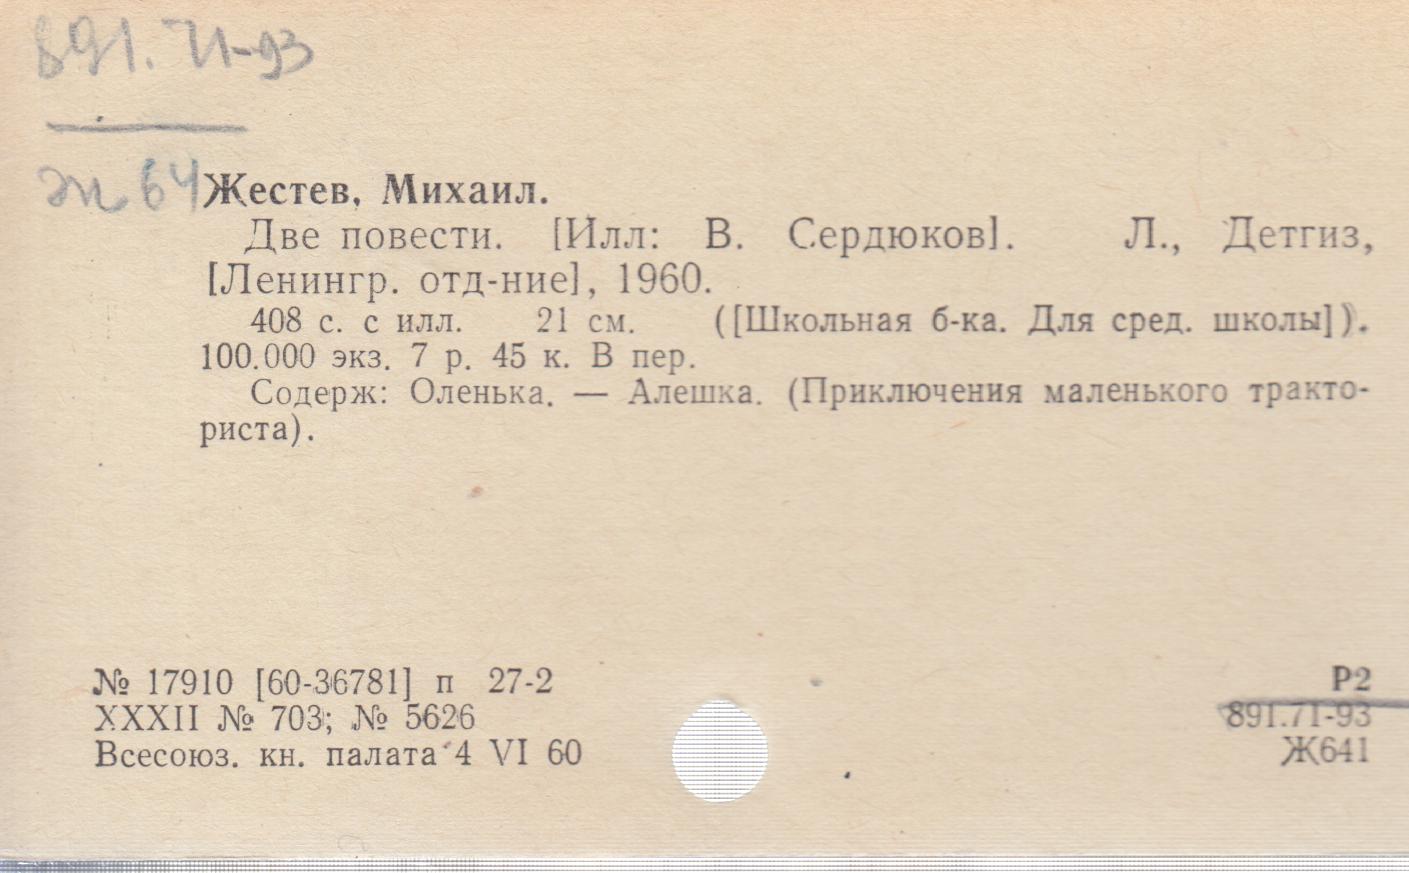 891.71-93
Ж 64
Жестев, Михаил.
Две повести. [Илл: В. Сердюков]. Л., Детгиз,
[Ленингр. отд-ние], 1960.
408 с. с илл. 21 см. ([Школьная б-ка. Для сред. школы]).
100.000 экз. 7 р. 45 к. В пер.
Содерж: Оленька. — Алешка. (Приключения маленького тракто-
риста).
№ 17910 [60-36781] п 27-2
XXXII № 703; № 5626
Всесоюз. кн. палата 4 VI 60
Р2
891.71-93
Ж641